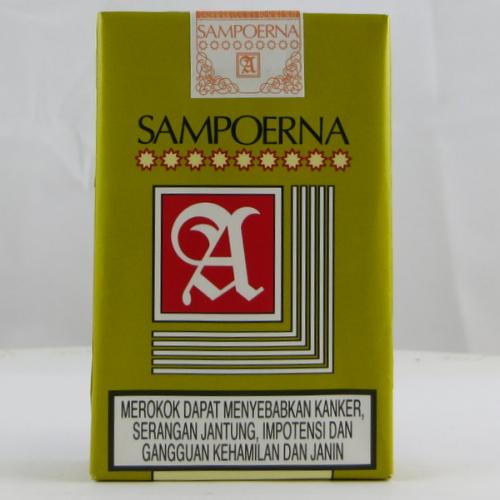 SAMPOERNA
A
SAMPOERNA
A
MEROKOK DAPAT MENYEBABKAN KANKER,
SERANGAN JANTUNG, IMPOTENSI DAN
GANGGUAN KEHAMILAN DAN JANIN